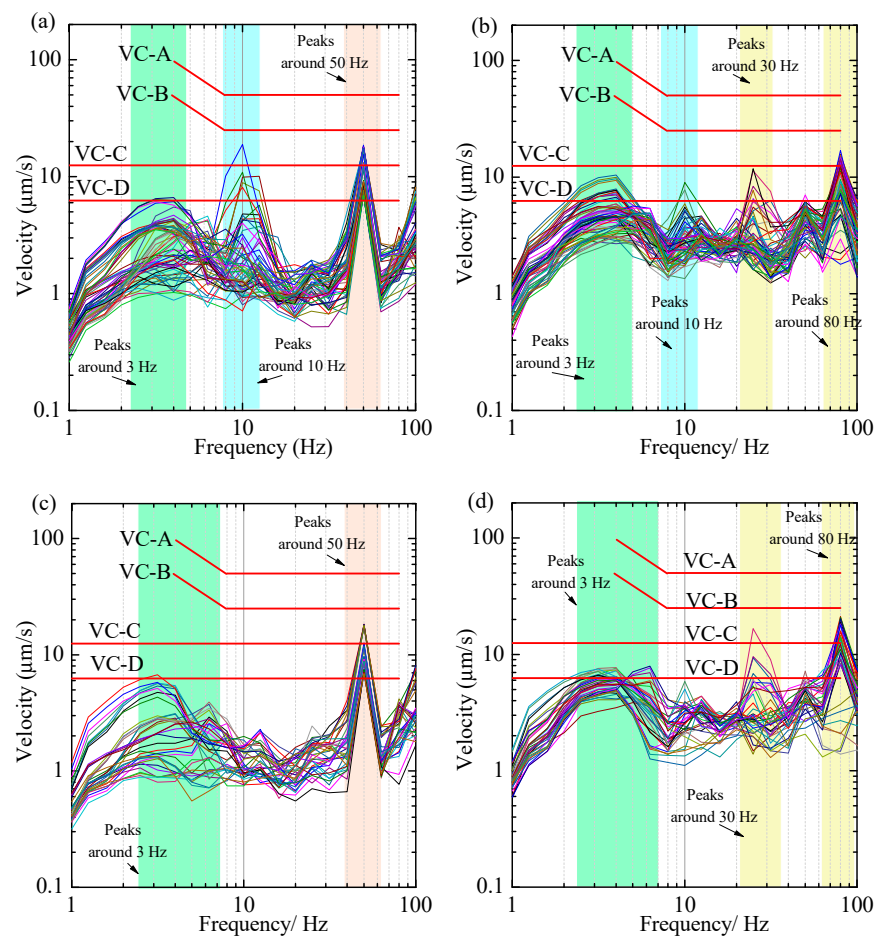 (a)
Peaks
around 50 Hz
VC-A
VC-B
VC-C
VC-D
Peaks
around 3 Hz
Peaks
around 10 Hz
100
10
1
0.1
1
10
100
Velocity (μm/s)
Frequency (Hz)
(b)
Peaks
around 30 Hz
VC-A
VC-B
VC-C
VC-D
Peaks
around 3 Hz
Peaks
around 10 Hz
Peaks
around 80 Hz
100
10
1
0.1
1
10
100
Velocity (μm/s)
Frequency/ Hz
(c)
Peaks
around 50 Hz
VC-A
VC-B
VC-C
VC-D
Peaks
around 3 Hz
100
10
1
0.1
1
10
100
Velocity (μm/s)
Frequency/ Hz
(d)
Peaks
around 80 Hz
Peaks
around 3 Hz
VC-A
VC-B
VC-C
VC-D
Peaks
around 30 Hz
100
10
1
0.1
1
10
100
Velocity (μm/s)
Frequency/ Hz